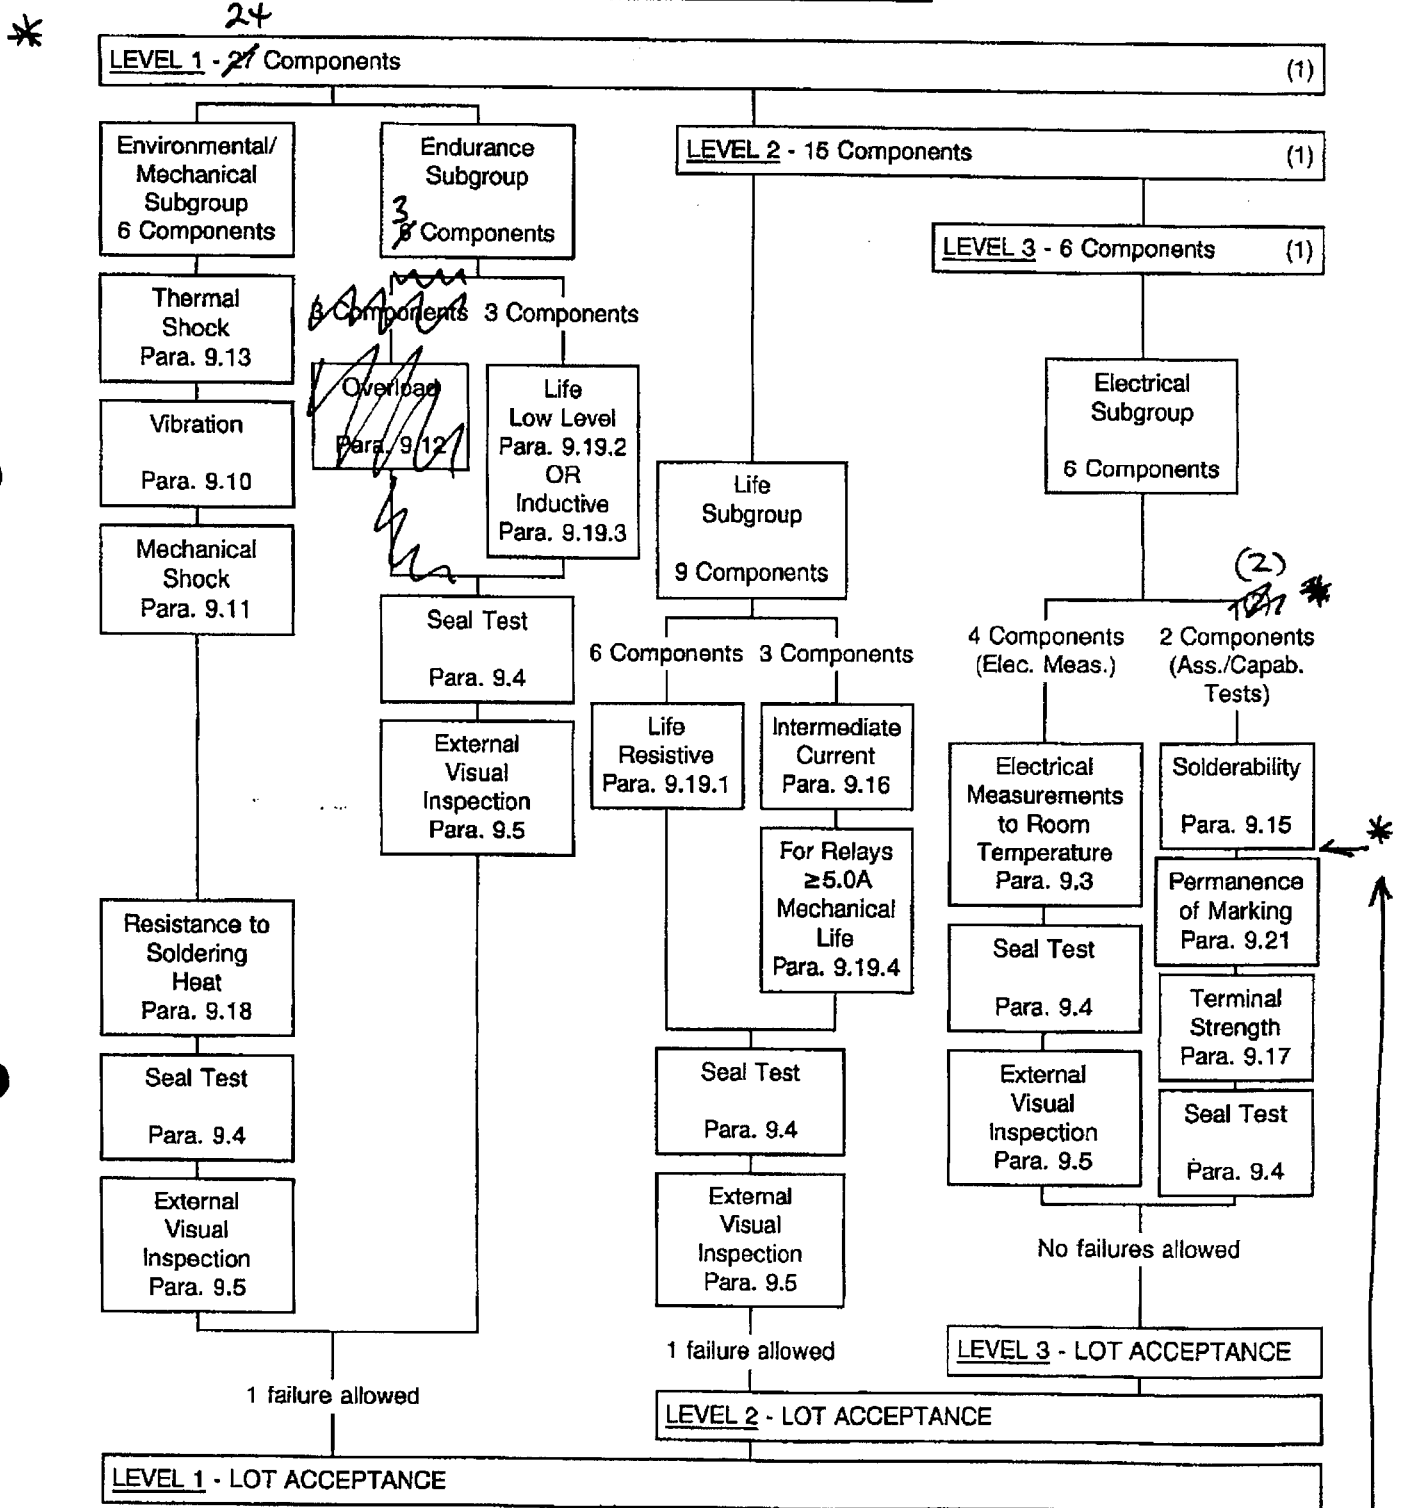 24
LEVEL 1 - 27 Components (1)
Environmental/
Mechanical
Subgroup
6 Components
Endurance
Subgroup
3
6 Components
LEVEL 2 - 15 Components (1)
LEVEL 3 - 6 Components (1)
Thermal
Shock
Para. 9.13
Vibration
Para. 9.10
Mechanical
Shock
Para. 9.11
Resistance to
Soldering
Heat
Para. 9.18
Seal Test
Para. 9.4
External
Visual
Inspection
Para. 9.5
3 Components
3 Components
Overload
Para. 9.12
Life
Low Level
Para. 9.19.2
OR
Inductive
Para. 9.19.3
Seal Test
Para. 9.4
External
Visual
Inspection
Para. 9.5
1 failure allowed
Life
Subgroup
9 Components
6 Components
3 Components
Life
Resistive
Para. 9.19.1
Intermediate
Current
Para. 9.16
For Relays
≥5.0A
Mechanical
Life
Para. 9.19.4
Seal Test
Para. 9.4
External
Visual
Inspection
Para. 9.5
1 failure allowed
Electrical
Subgroup
6 Components
(2)
4 Components
(Elec. Meas.)
2 Components
(Ass./Capab.
Tests)
Electrical
Measurements
to Room
Temperature
Para. 9.3
Seal Test
Para. 9.4
External
Visual
Inspection
Para. 9.5
Solderability
Para. 9.15
Permanence
of Marking
Para. 9.21
Terminal
Strength
Para. 9.17
Seal Test
Para. 9.4
No failures allowed
LEVEL 3 - LOT ACCEPTANCE
LEVEL 2 - LOT ACCEPTANCE
LEVEL 1 - LOT ACCEPTANCE